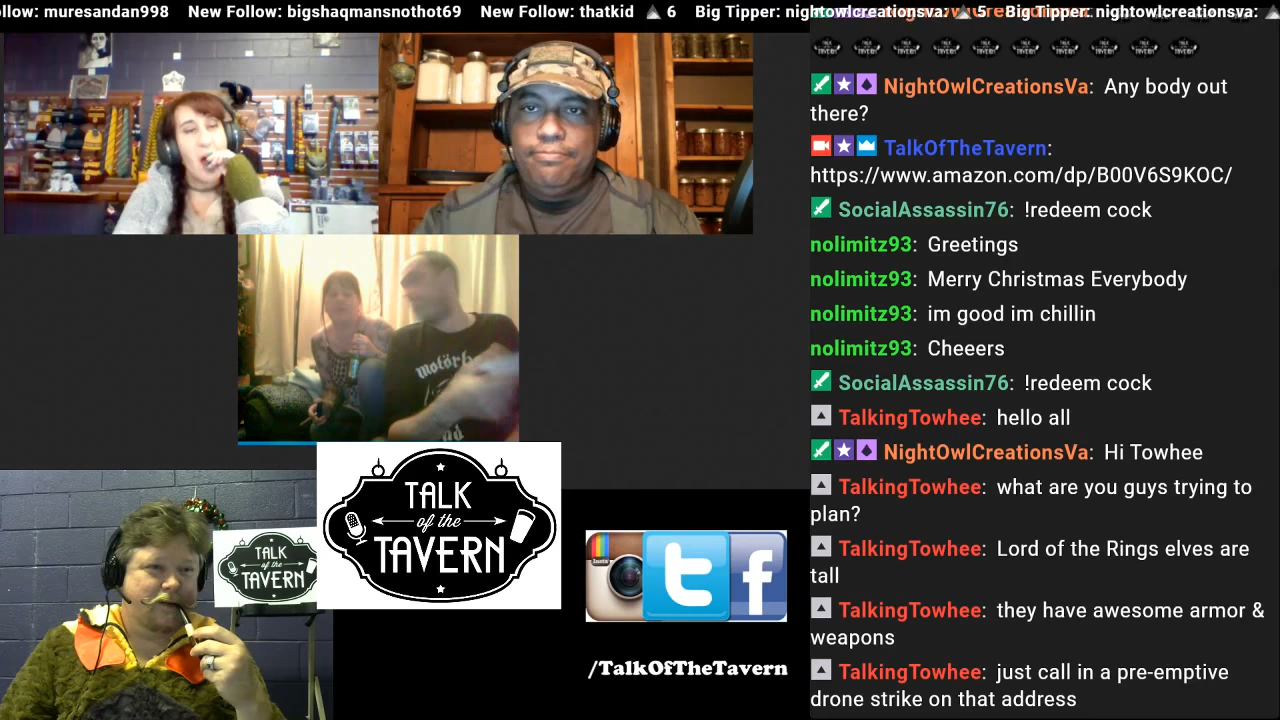 ollow: muresandan998 New Follow: bigshaqmansnothot69 New Follow: thatkid 6 Big Tipper: nightowlcreationsva: 5 Big Tipper: nightowlcreationsva:
NightOwlCreationsVa: Any body out
there?
TalkOfTheTavern:
https://www.amazon.com/dp/B00V6S9KOC/
SocialAssassin76: !redeem cock
nolimitz93: Greetings
nolimitz93: Merry Christmas Everybody
nolimitz93: im good im chillin
nolimitz93: Cheeers
SocialAssassin76: !redeem cock
TalkingTowhee: hello all
NightOwlCreationsVa: Hi Towhee
TalkingTowhee: what are you guys trying to
plan?
TalkingTowhee: Lord of the Rings elves are
tall
TalkingTowhee: they have awesome armor &
weapons
TalkingTowhee: just call in a pre-emptive
drone strike on that address
motörh
TALK
of the
TAVERN
TALK
of the
TAVERN
/TalkOfTheTavern